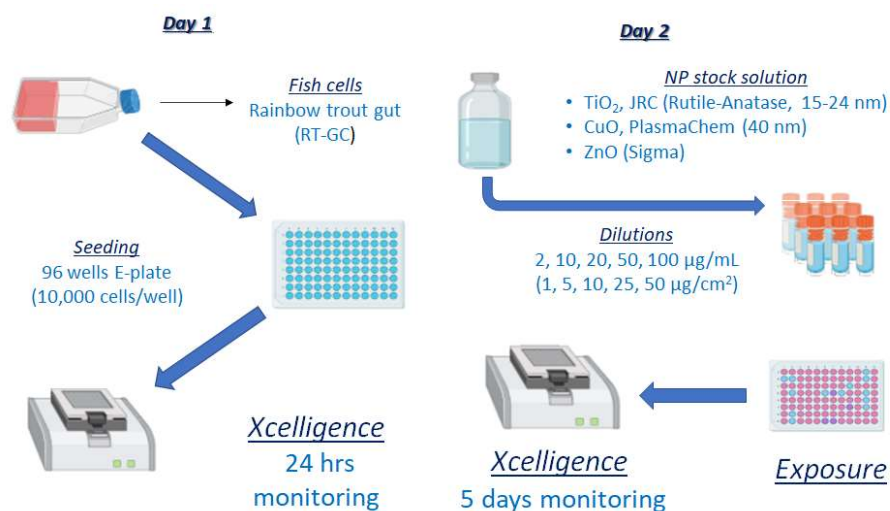 Day 1
Fish cells
Rainbow trout gut
(RT-GC)
Seeding
96 wells E-plate
(10,000 cells/well)
Xcelligence
24 hrs
monitoring
Day 2
NP stock solution
• TiO₂, JRC (Rutile-Anatase, 15-24 nm)
• CuO, PlasmaChem (40 nm)
• ZnO (Sigma)
Dilutions
2, 10, 20, 50, 100 µg/mL
(1, 5, 10, 25, 50 µg/cm²)
Xcelligence
5 days monitoring
Exposure